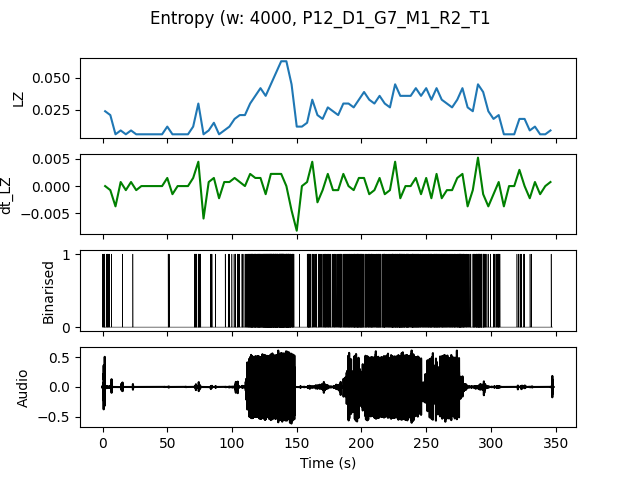 Entropy (w: 4000, P12_D1_G7_M1_R2_T1
0.050
0.025
LZ
0.005
0.000
−0.005
dt_LZ
1
0
Binarised
0.5
0.0
−0.5
Audio
0 50 100 150 200 250 300 350
Time (s)